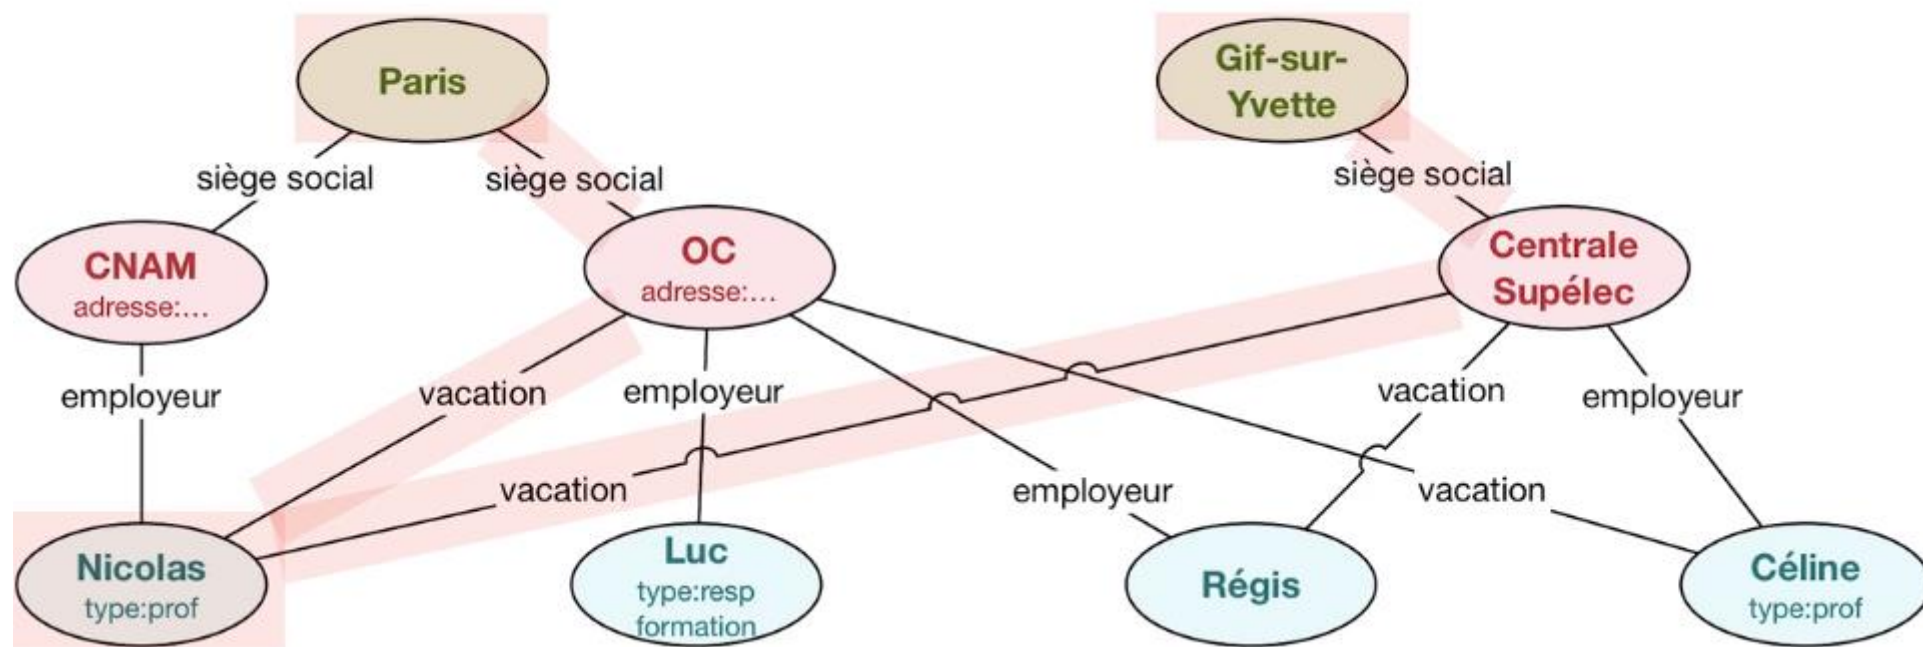 Paris
Gif-sur-
Yvette
siège social
siège social
siège social
CNAM
adresse:...
OC
adresse:...
Centrale
Supélec
employeur
vacation
employeur
vacation
employeur
vacation
employeur
vacation
Nicolas
type:prof
Luc
type:resp
formation
Régis
Céline
type:prof